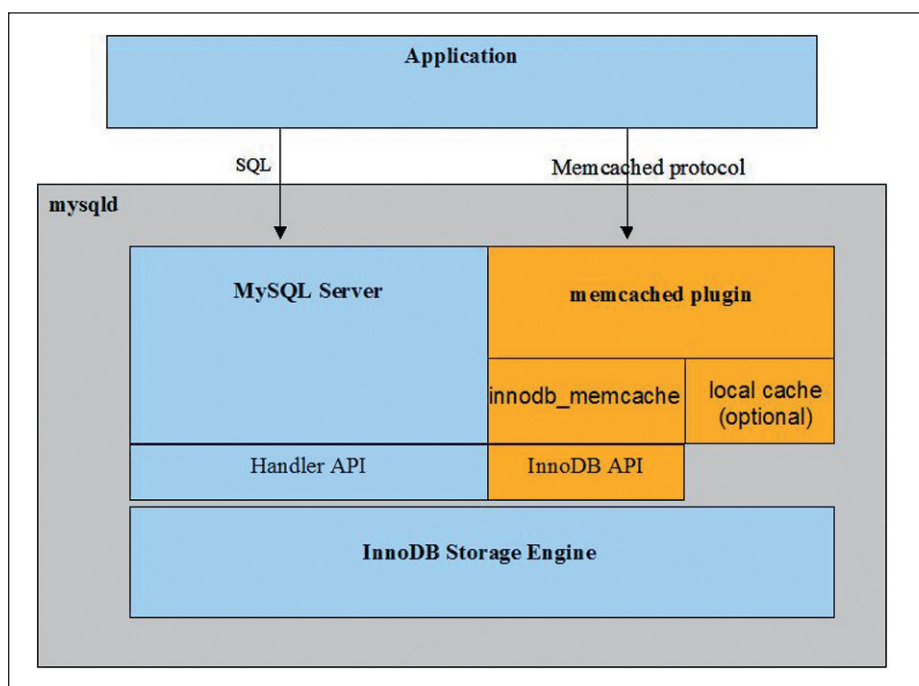 Application
SQL
Memcached protocol
mysqld
MySQL Server
memcached plugin
innodb_memcache
local cache
(optional)
Handler API
InnoDB API
InnoDB Storage Engine